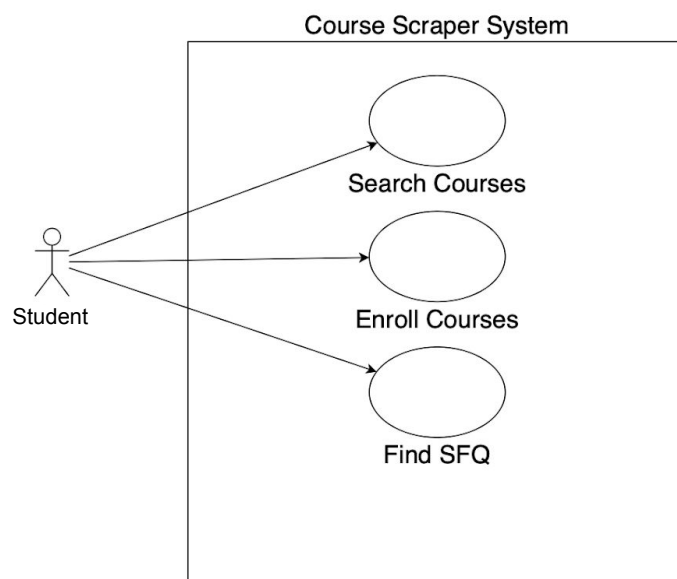 Course Scraper System
Search Courses
Student
Enroll Courses
Find SFQ